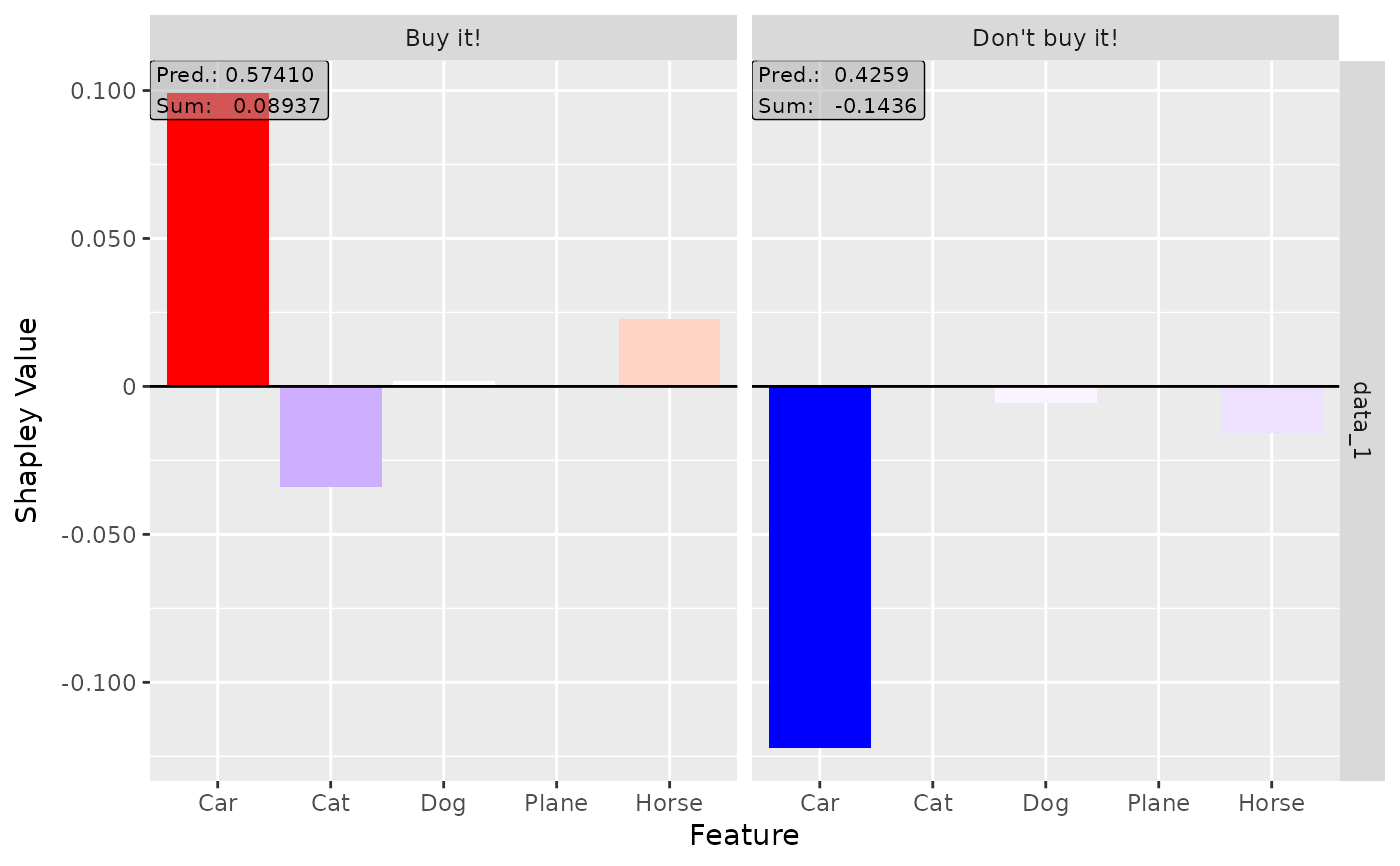 Buy it!
Don't buy it!
Pred.: 0.57410
Sum: 0.08937
Pred.: 0.4259
Sum: -0.1436
0.100
0.050
0
-0.050
-0.100
Shapley Value
data_1
Car Cat Dog Plane Horse
Car Cat Dog Plane Horse
Feature